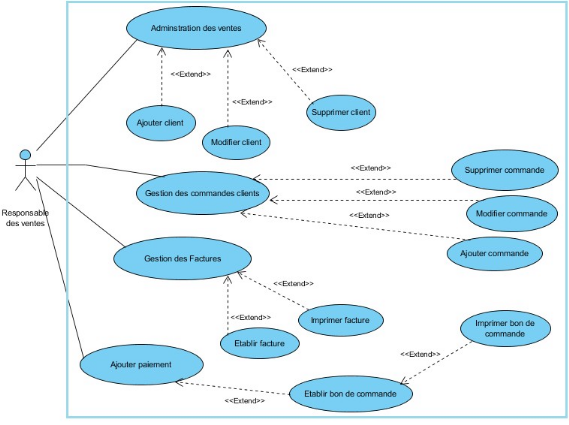 Adminstration des ventes
<<Extend>>
<<Extend>>
<<Extend>>
Ajouter client
Modifier client
Supprimer client
Responsable
des ventes
Gestion des commandes clients
<<Extend>>
Supprimer commande
<<Extend>>
Modifier commande
<<Extend>>
Ajouter commande
Gestion des Factures
<<Extend>>
<<Extend>>
Imprimer facture
Etablir facture
Imprimer bon de
commande
<<Extend>>
Ajouter paiement
<<Extend>>
Etablir bon de commande